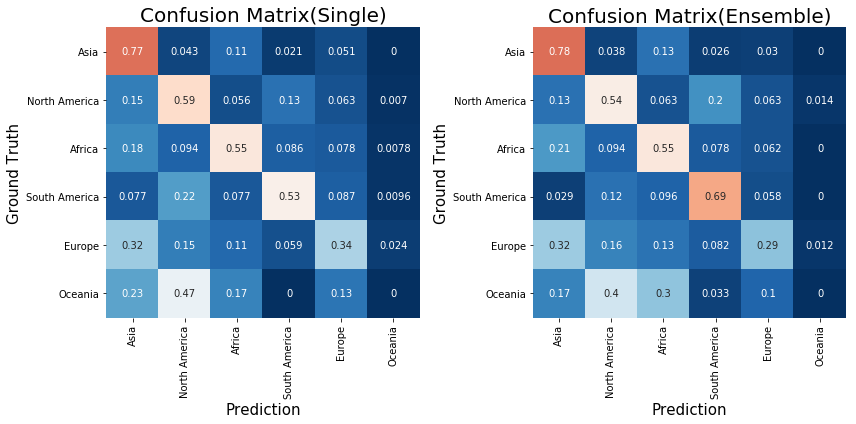 Confusion Matrix(Single)
Ground Truth
Asia 0.77 0.043 0.11 0.021 0.051 0
North America 0.15 0.59 0.056 0.13 0.063 0.007
Africa 0.18 0.094 0.55 0.086 0.078 0.0078
South America 0.077 0.22 0.077 0.53 0.087 0.0096
Europe 0.32 0.15 0.11 0.059 0.34 0.024
Oceania 0.23 0.47 0.17 0 0.13 0
Asia North America Africa South America Europe Oceania
Prediction
Confusion Matrix(Ensemble)
Ground Truth
Asia 0.78 0.038 0.13 0.026 0.03 0
North America 0.13 0.54 0.063 0.2 0.063 0.014
Africa 0.21 0.094 0.55 0.078 0.062 0
South America 0.029 0.12 0.096 0.69 0.058 0
Europe 0.32 0.16 0.13 0.082 0.29 0.012
Oceania 0.17 0.4 0.3 0.033 0.1 0
Asia North America Africa South America Europe Oceania
Prediction